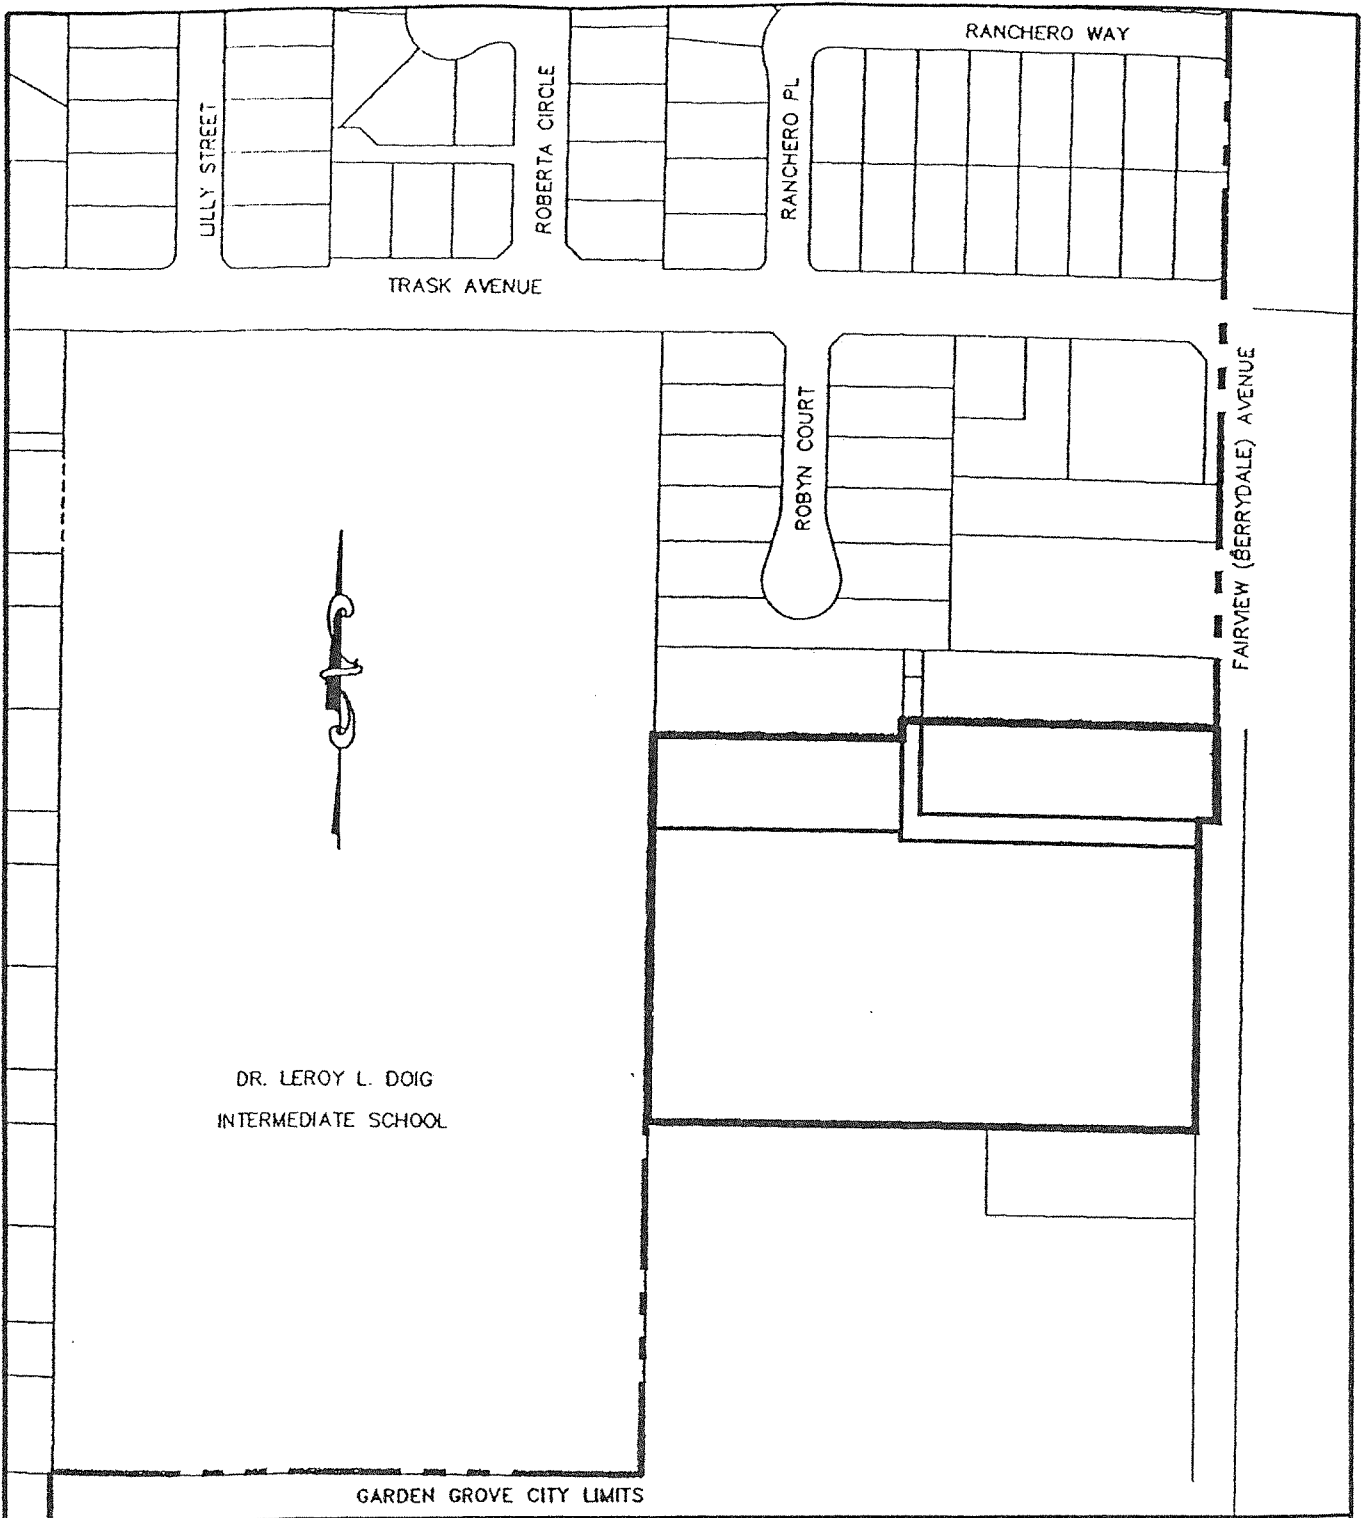 RANCHERO WAY
LILLY STREET
ROBERTA CIRCLE
RANCHERO PL
TRASK AVENUE
ROBYN COURT
FAIRVIEW (BERRYDALE) AVENUE
DR. LEROY L. DOIG
INTERMEDIATE SCHOOL
GARDEN GROVE CITY LIMITS